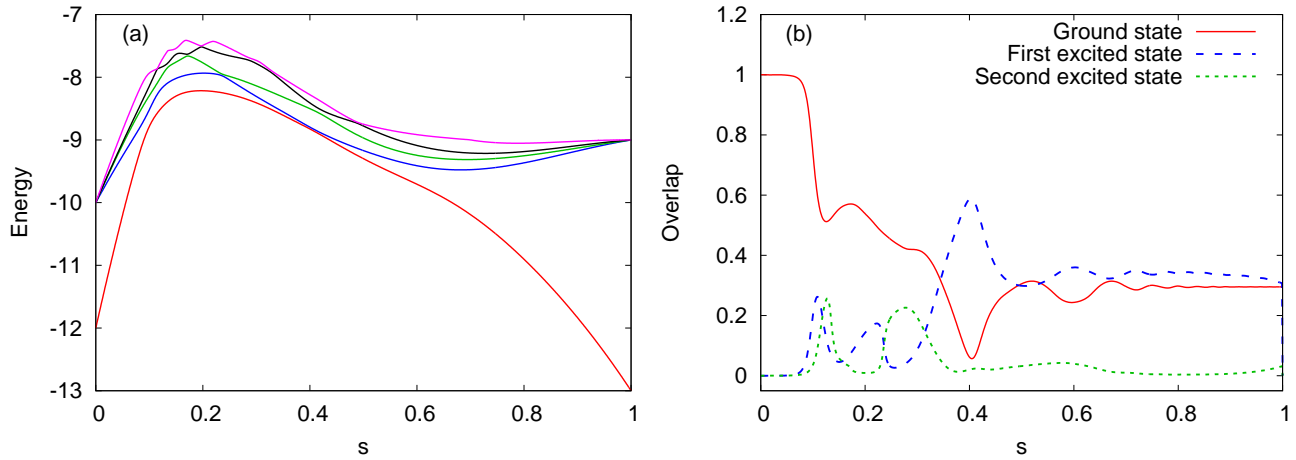 (a)
Energy
-7
-8
-9
-10
-11
-12
-13
0 0.2 0.4 0.6 0.8 1
s
(b)
Ground state
First excited state
Second excited state
Overlap
1.2
1
0.8
0.6
0.4
0.2
0
0 0.2 0.4 0.6 0.8 1
s